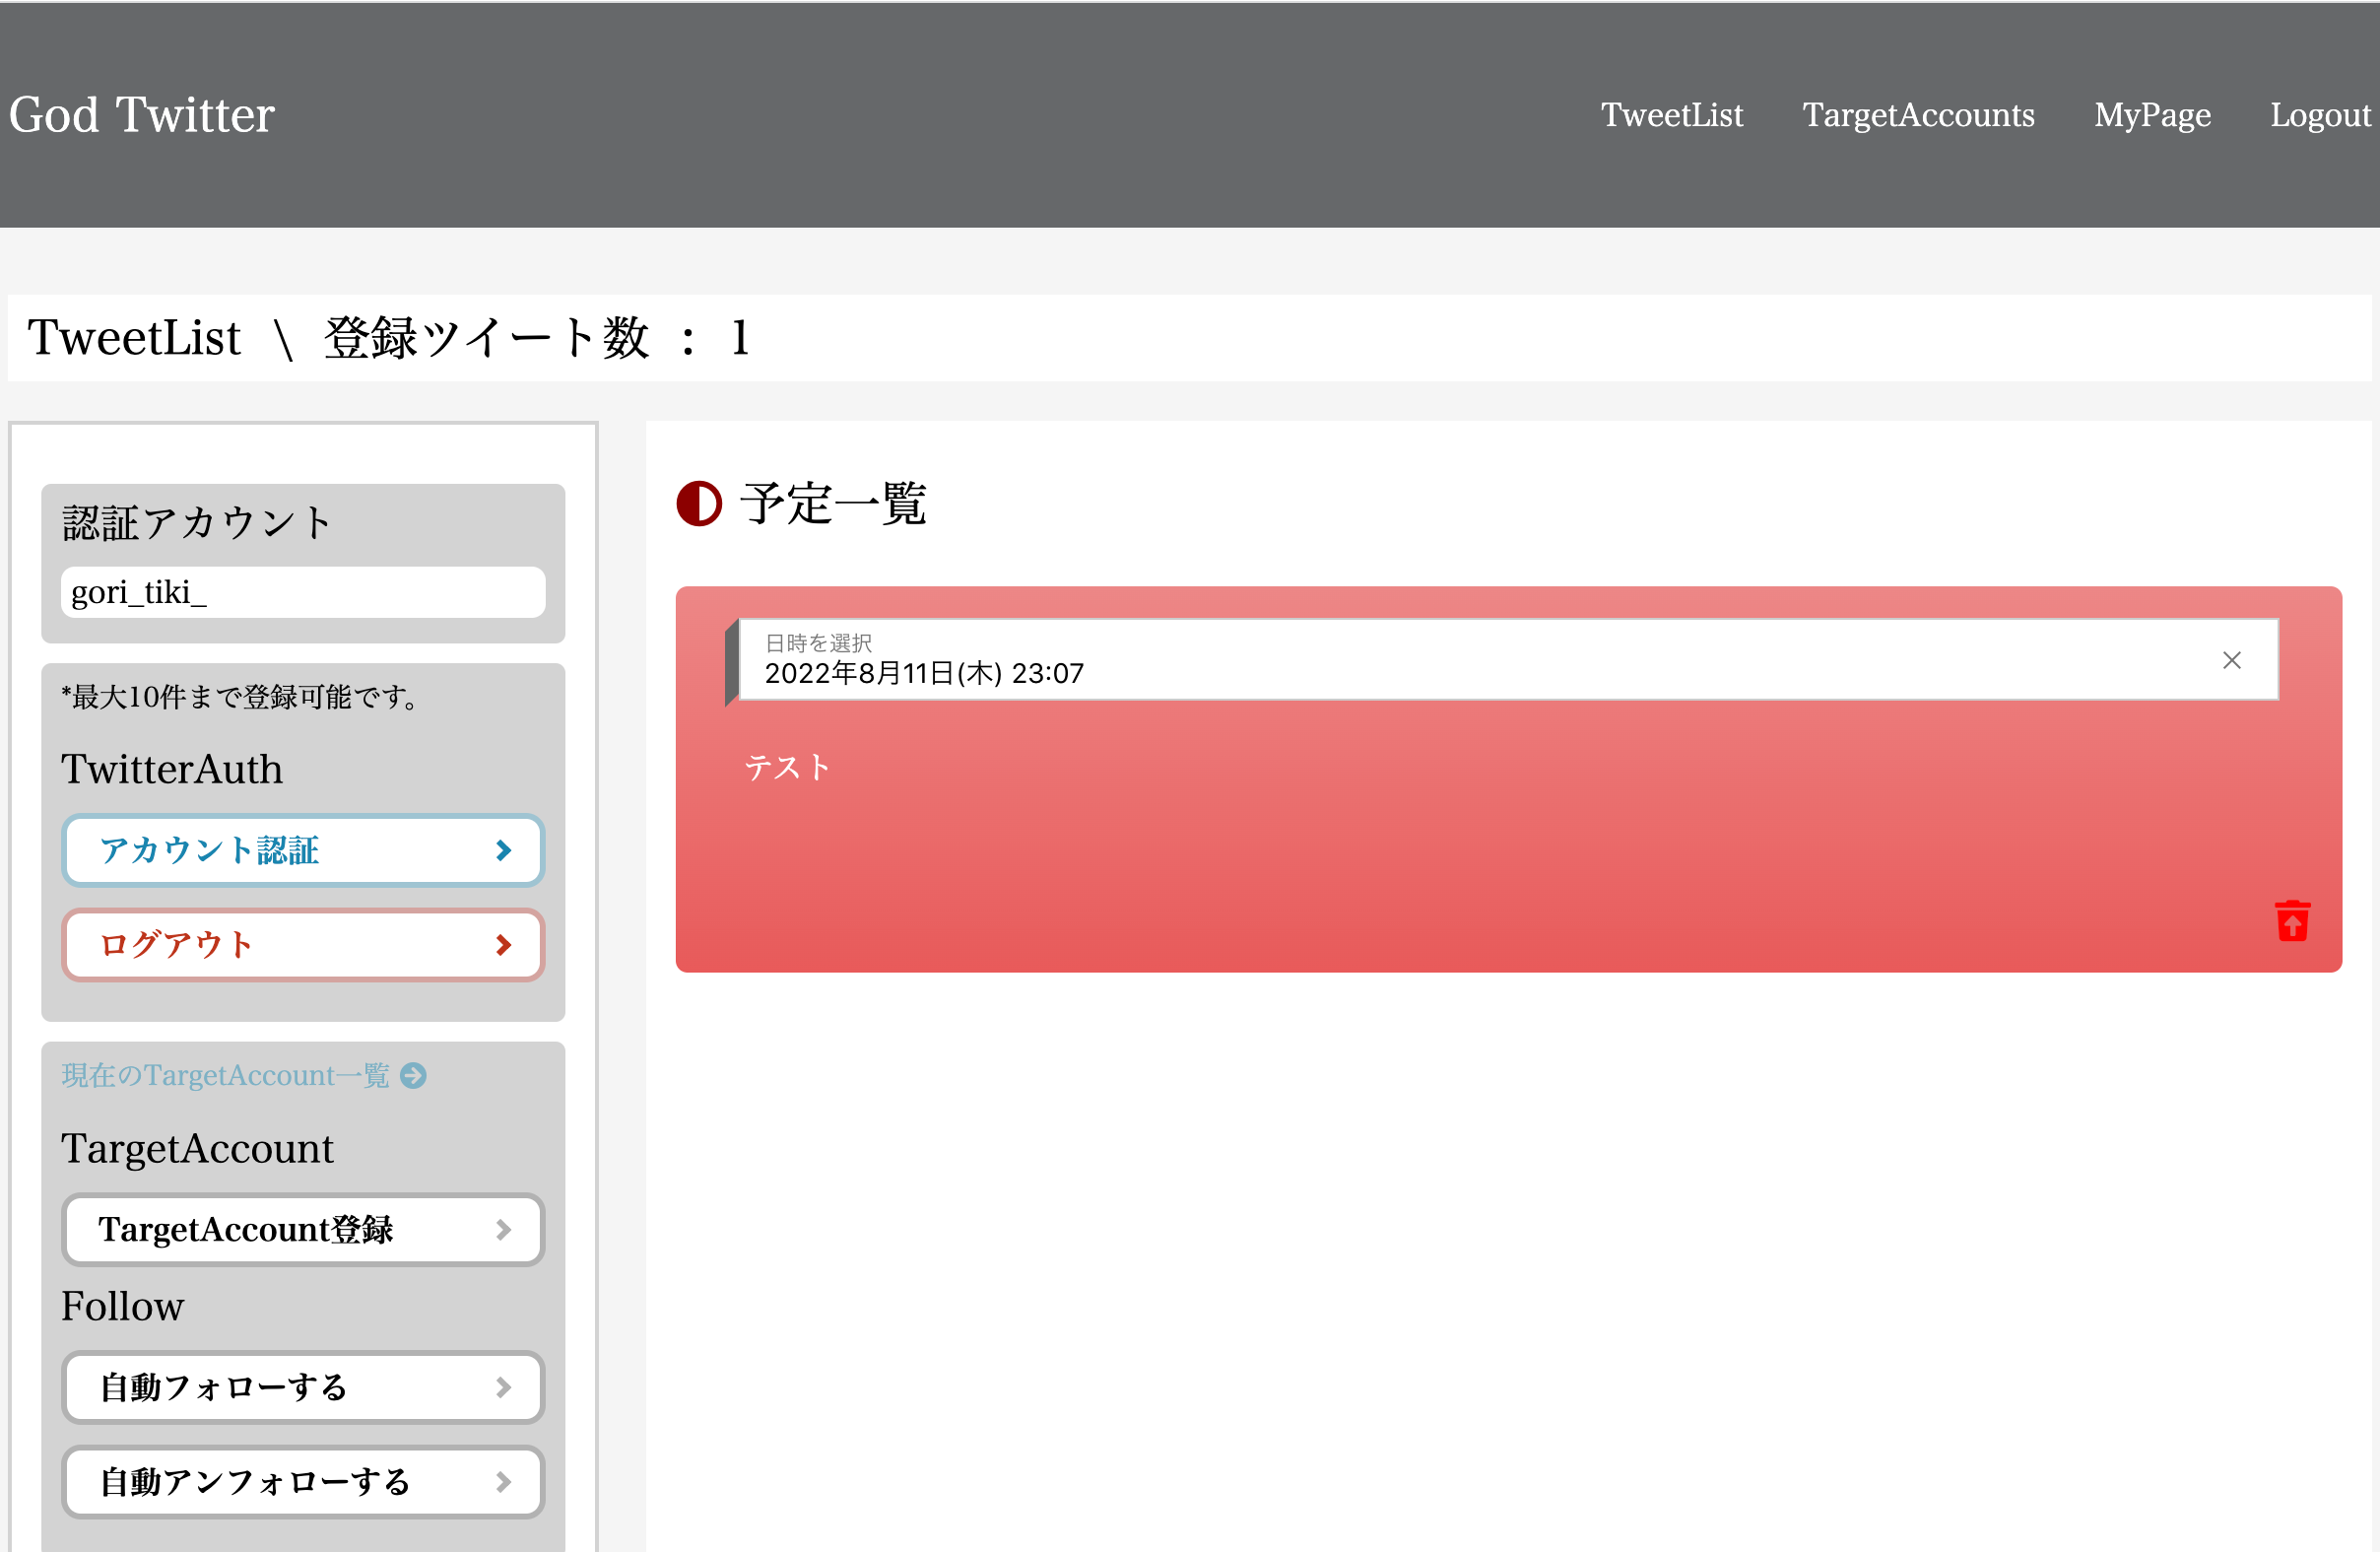 God Twitter
TweetList TargetAccounts MyPage Logout
TweetList \ 登録ツイート数 : 1
認証アカウント
gori_tiki_
*最大10件まで登録可能です。
TwitterAuth
アカウント認証
ログアウト
現在のTargetAccount一覧
TargetAccount
TargetAccount登録
Follow
自動フォローする
自動アンフォローする
予定一覧
日時を選択
2022年8月11日(木) 23:07
テスト